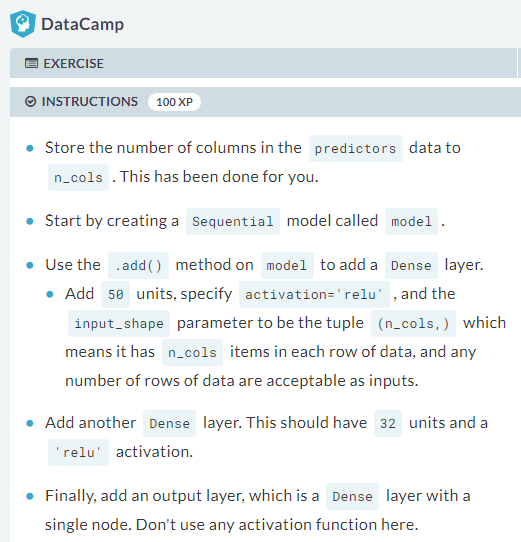 DataCamp
EXERCISE
INSTRUCTIONS 100 XP
Store the number of columns in the predictors data to
n_cols . This has been done for you.
Start by creating a Sequential model called model .
Use the .add() method on model to add a Dense layer.
Add 50 units, specify activation='relu' , and the
input_shape parameter to be the tuple (n_cols,) which
means it has n_cols items in each row of data, and any
number of rows of data are acceptable as inputs.
Add another Dense layer. This should have 32 units and a
'relu' activation.
Finally, add an output layer, which is a Dense layer with a
single node. Don't use any activation function here.